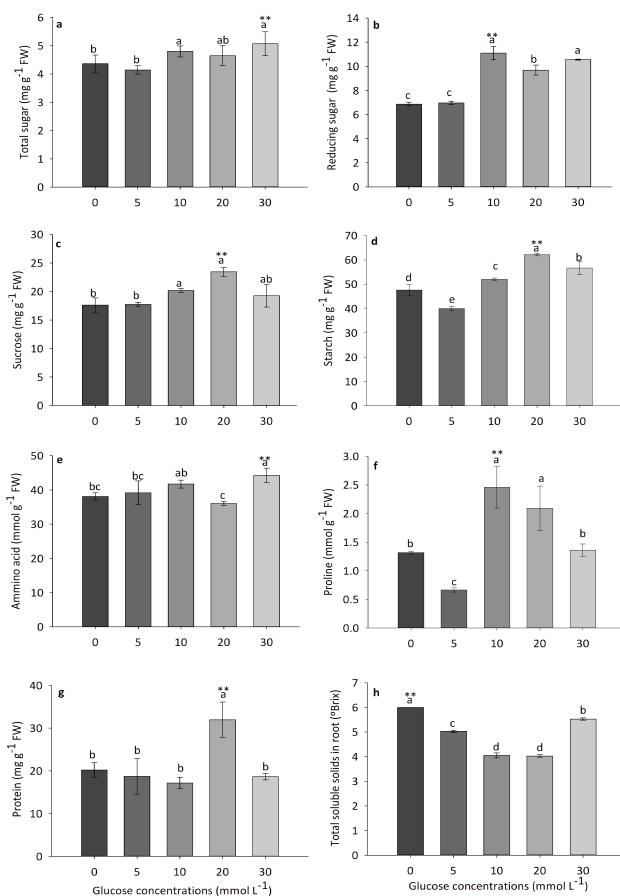 a
Total sugar (mg g⁻¹ FW)
6
5
4
3
2
1
0
b
b
a
ab
**
a
0 5 10 20 30
b
Reducing sugar (mg g⁻¹ FW)
14
12
10
8
6
4
2
0
c
c
**
a
b
a
0 5 10 20 30
c
Sucrose (mg g⁻¹ FW)
30
25
20
15
10
5
0
b
b
a
**
a
ab
0 5 10 20 30
d
Starch (mg g⁻¹ FW)
70
60
50
40
30
20
10
0
d
e
c
**
a
b
0 5 10 20 30
e
Ammino acid (mmol g⁻¹ FW)
50
40
30
20
10
0
bc
bc
ab
c
**
a
0 5 10 20 30
f
Proline (mmol g⁻¹ FW)
3.0
2.5
2.0
1.5
1.0
0.5
0.0
b
c
**
a
a
b
0 5 10 20 30
g
Protein (mg g⁻¹ FW)
40
30
20
10
0
b
b
b
**
a
b
0 5 10 20 30
Glucose concentrations (mmol L⁻¹)
h
Total soluble solids in root (ºBrix)
7
6
5
4
3
2
1
0
**
a
c
d
d
b
0 5 10 20 30
Glucose concentrations (mmol L⁻¹)